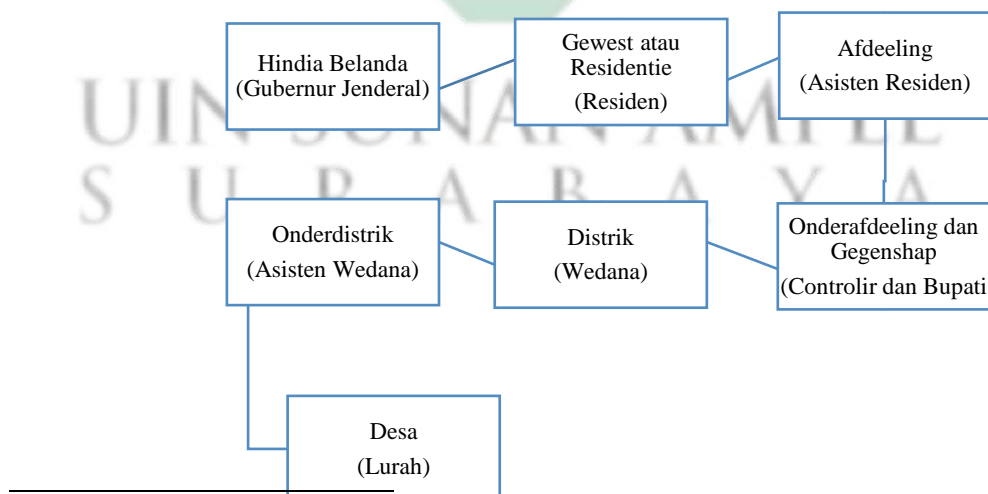 Hindia Belanda
(Gubernur Jenderal)
Gewest atau
Residentie
(Residen)
Afdeeling
(Asisten Residen)
UIN SUNAN AMPEL
SURABAYA
Onderdistrik
(Asisten Wedana)
Distrik
(Wedana)
Onderafdeeling dan
Gegenshap
(Controlir dan Bupati
Desa
(Lurah)